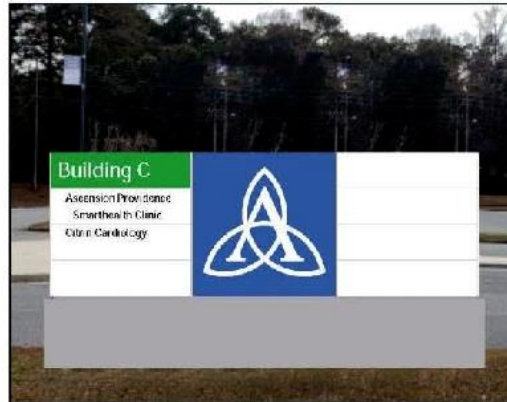 Building C
Ascension Providence
Smarthealth Clinic
Citrin Cardiology
A